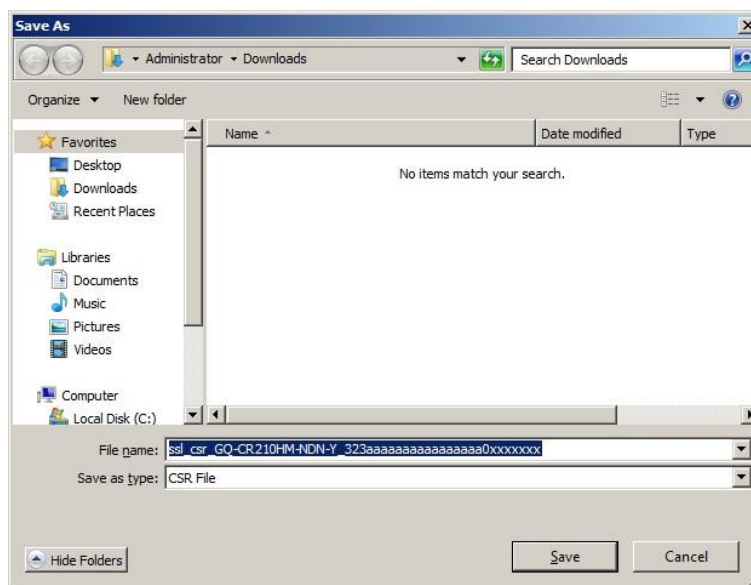 Save As
Administrator Downloads Search Downloads
Organize New folder
Favorites
Desktop
Downloads
Recent Places
Libraries
Documents
Music
Pictures
Videos
Computer
Local Disk (C:)
Name Date modified Type
No items match your search.
File name: ssl_csr_GQ-CR210HM-NDN-Y_323aaaaaaaaaaaaaaaaa0xxxxxxx
Save as type: CSR File
Hide Folders Save Cancel